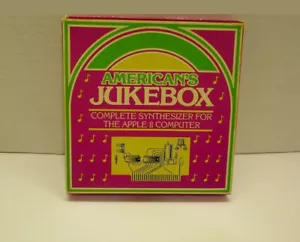 AMERICAN'S
JUKEBOX
COMPLETE SYNTHESIZER FOR
THE APPLE II COMPUTER